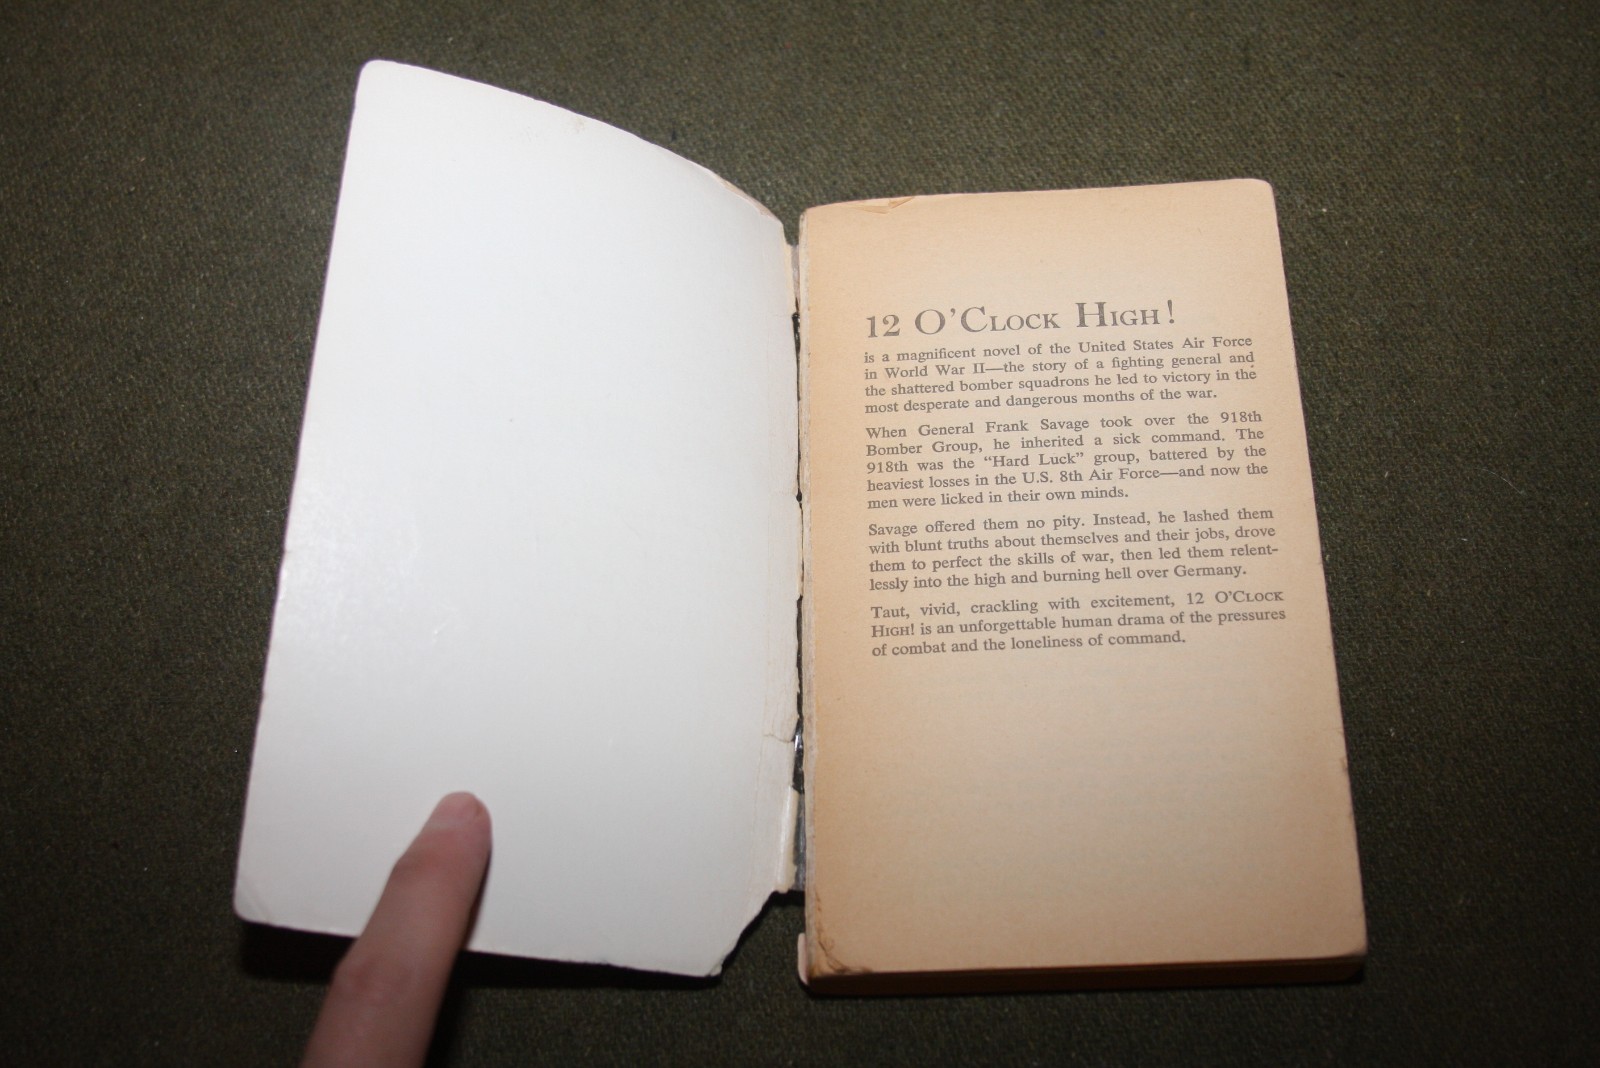 12 O'CLOCK HIGH!
is a magnificent novel of the United States Air Force
in World War II—the story of a fighting general and
the shattered bomber squadrons he led to victory in the
most desperate and dangerous months of the war.
When General Frank Savage took over the 918th
Bomber Group, he inherited a sick command. The
918th was the “Hard Luck” group, battered by the
heaviest losses in the U.S. 8th Air Force—and now the
men were licked in their own minds.
Savage offered them no pity. Instead, he lashed them
with blunt truths about themselves and their jobs, drove
them to perfect the skills of war, then led them relent-
lessly into the high and burning hell over Germany.
Taut, vivid, crackling with excitement, 12 O'CLOCK
HIGH! is an unforgettable human drama of the pressures
of combat and the loneliness of command.